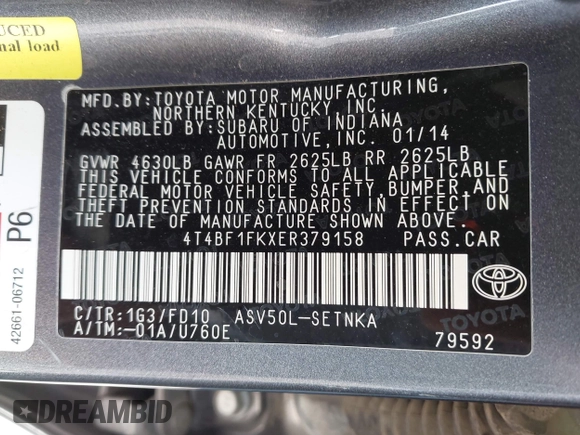 UCED
nal load
MFD.BY:TOYOTA MOTOR MANUFACTURING,
NORTHERN KENTUCKY,INC.
ASSEMBLED BY:SUBARU OF INDIANA
AUTOMOTIVE,INC. 01/14
GVWR 4630LB GAWR FR 2625LB RR 2625LB
THIS VEHICLE CONFORMS TO ALL APPLICABLE
FEDERAL MOTOR VEHICLE SAFETY,BUMPER,AND
THEFT PREVENTION STANDARDS IN EFFECT ON
THE DATE OF MANUFACTURE SHOWN ABOVE.
4T4BF1FKXER379158 PASS.CAR
C/TR:1G3/FD10 ASV50L-SETNKA
A/TM:-01A/U760E
79592
TOYOTA
P6
42661-06712
DREAMBID